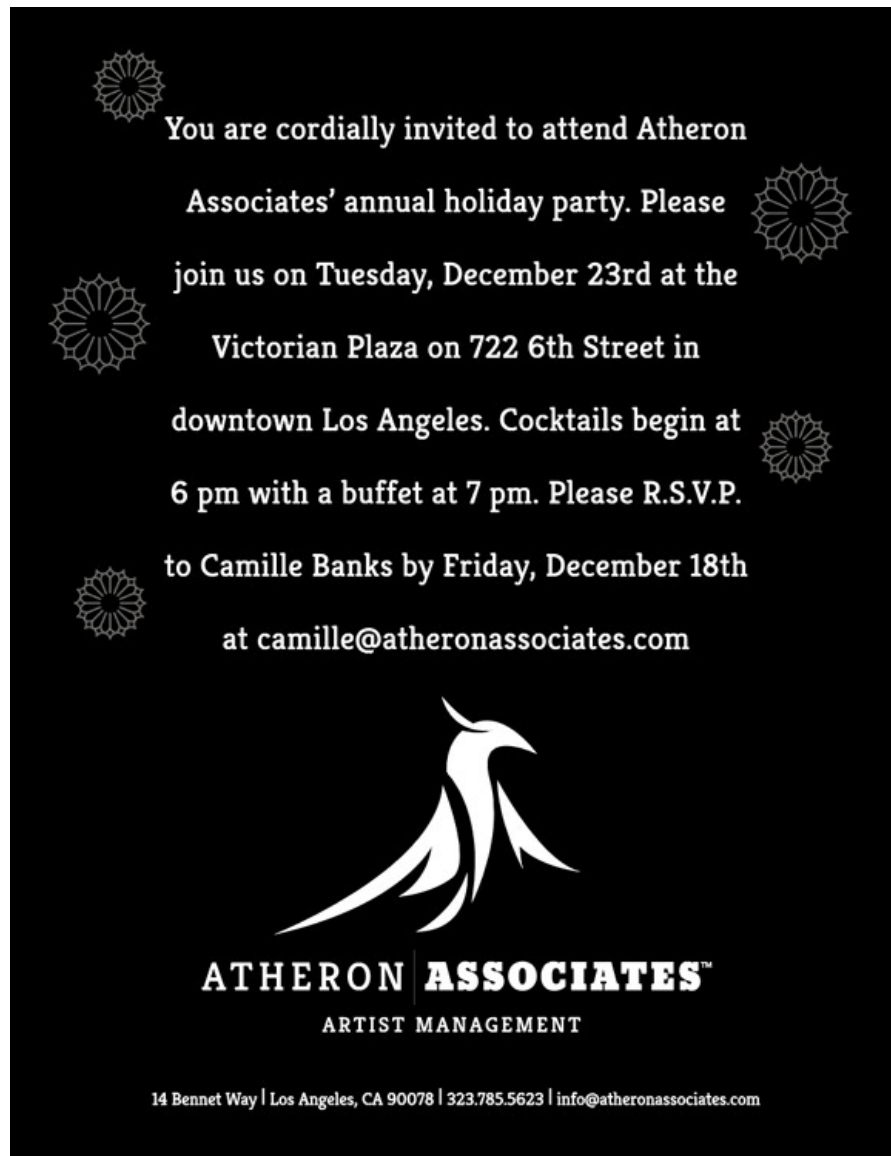 You are cordially invited to attend Atheron
Associates’ annual holiday party. Please
join us on Tuesday, December 23rd at the
Victorian Plaza on 722 6th Street in
downtown Los Angeles. Cocktails begin at
6 pm with a buffet at 7 pm. Please R.S.V.P.
to Camille Banks by Friday, December 18th
at camille@atheronassociates.com
ATHERON | ASSOCIATES™
ARTIST MANAGEMENT
14 Bennet Way | Los Angeles, CA 90078 | 323.785.5623 | info@atheronassociates.com